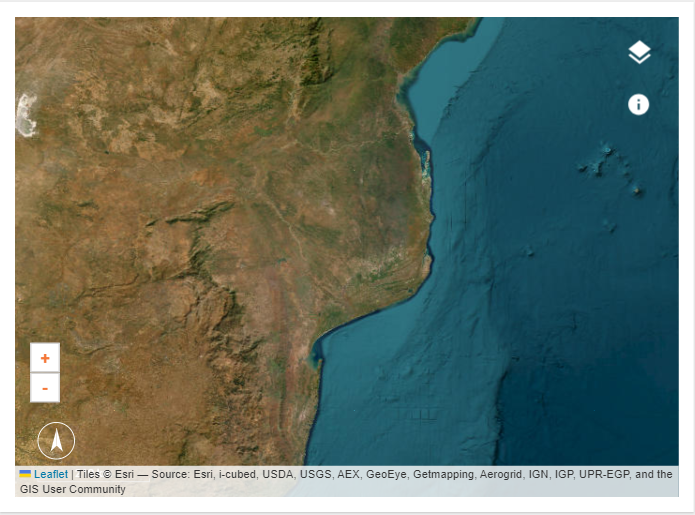 +
-
Leaflet | Tiles © Esri — Source: Esri, i-cubed, USDA, USGS, AEX, GeoEye, Getmapping, Aerogrid, IGN, IGP, UPR-EGP, and the
GIS User Community